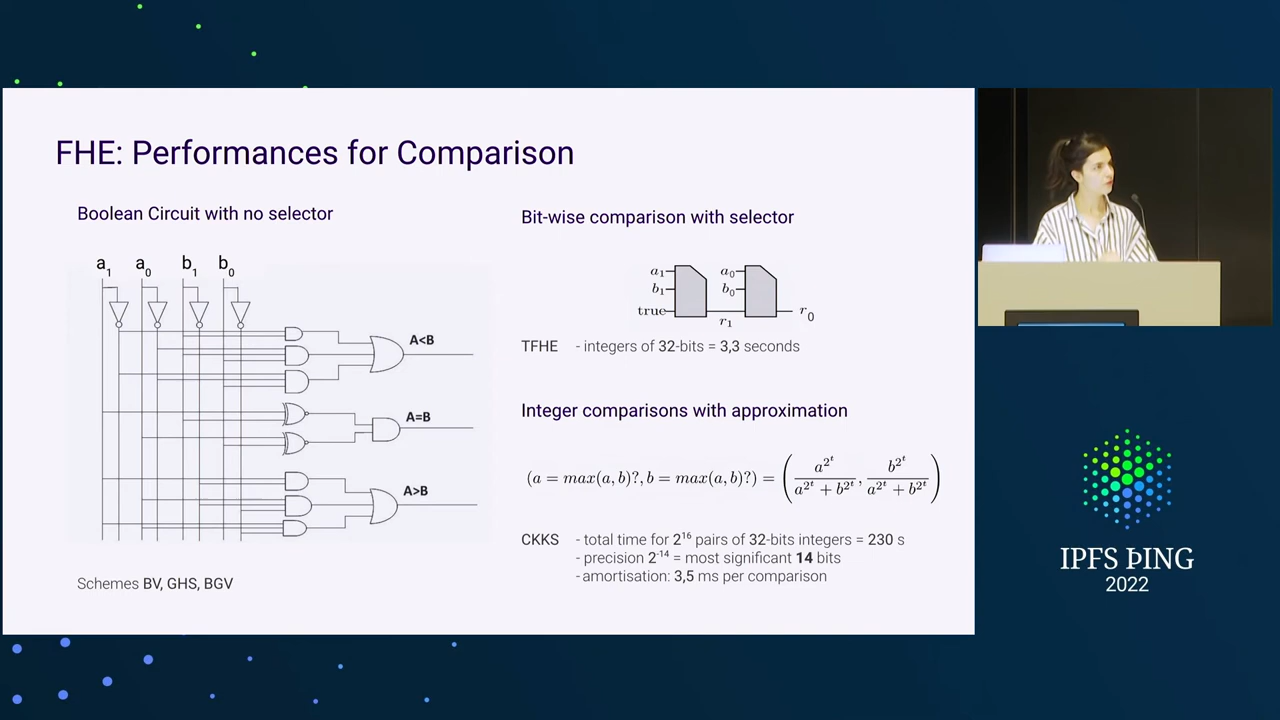 FHE: Performances for Comparison
Boolean Circuit with no selector
a1 a0 b1 b0
A<B
A=B
A>B
Schemes BV, GHS, BGV
Bit-wise comparison with selector
a1 a0
b1 b0
true r1 r0
TFHE - integers of 32-bits = 3,3 seconds
Integer comparisons with approximation
(a = max(a, b)?, b = max(a, b)?) = ( a^2^t / (a^2^t + b^2^t) , b^2^t / (a^2^t + b^2^t) )
CKKS - total time for 2^16 pairs of 32-bits integers = 230 s
- precision 2^-14 = most significant 14 bits
- amortisation: 3,5 ms per comparison
IPFS ÞING
2022